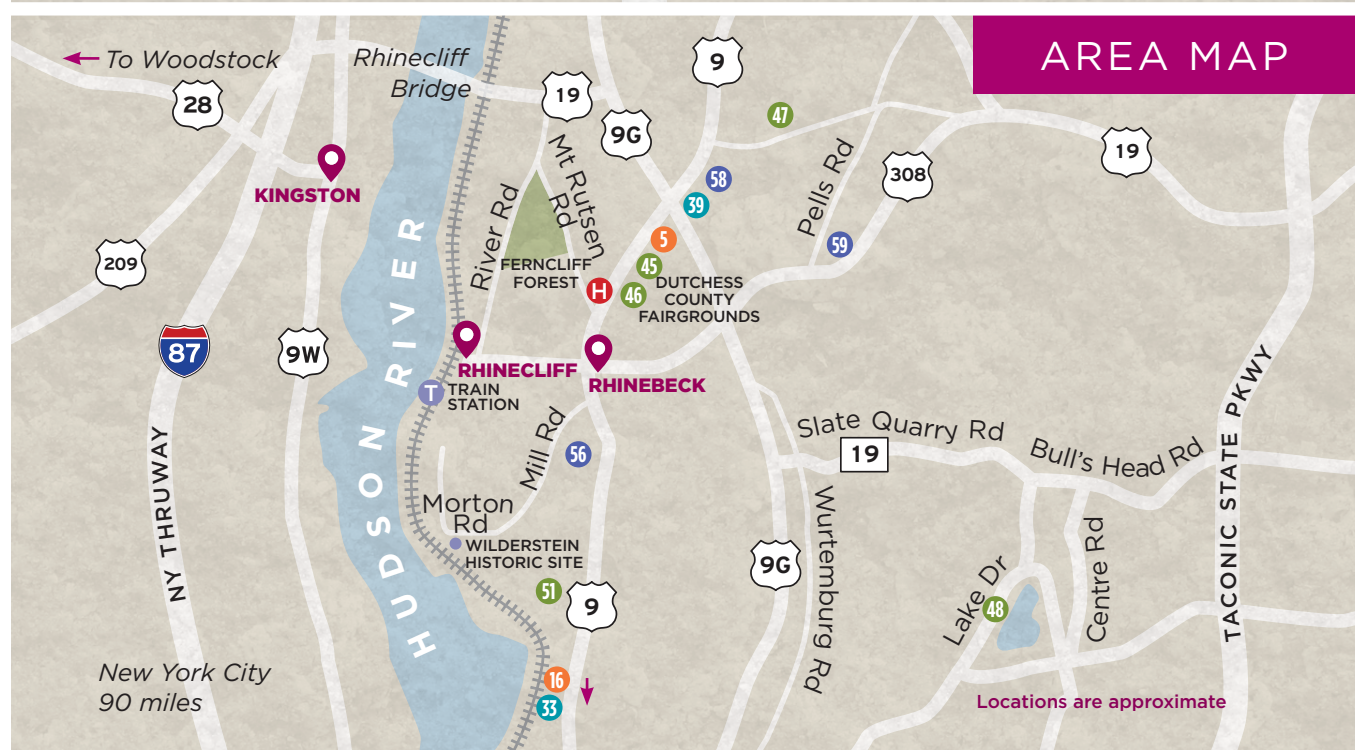 AREA MAP
To Woodstock
Rhinecliff
Bridge
9
28
19
9G
47
19
308
KINGSTON
Mt Rutsen
Rd
58
39
Pells Rd
River Rd
5
59
209
HUDSON RIVER
FERNCLIFF
FOREST
45
H
46
DUTCHESS
COUNTY
FAIRGROUNDS
87
9W
RHINECLIFF
RHINEBECK
T
TRAIN
STATION
Mill Rd
56
Slate Quarry Rd
19
Bull's Head Rd
TACONIC STATE PKWY
NY THRUWAY
Morton
Rd
WILDERSTEIN
HISTORIC SITE
Wurtemburg Rd
9G
51
9
Lake Dr
48
Centre Rd
New York City
90 miles
16
33
Locations are approximate